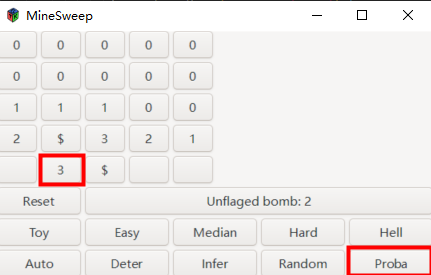 MineSweep
0 0 0 0 0
0 0 0 0 0
1 1 1 0 0
2 $ 3 2 1
3 $
Reset Unflaged bomb: 2
Toy Easy Median Hard Hell
Auto Deter Infer Random Proba